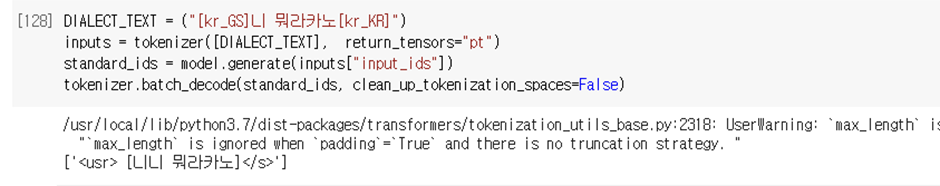 [128] DIALECT_TEXT = ("[kr_GS]니 뭐라카노[kr_KR]")
inputs = tokenizer([DIALECT_TEXT],  return_tensors="pt")
standard_ids = model.generate(inputs["input_ids"])
tokenizer.batch_decode(standard_ids, clean_up_tokenization_spaces=False)
/usr/local/lib/python3.7/dist-packages/transformers/tokenization_utils_base.py:2318: UserWarning: `max_length` is
"`max_length` is ignored when `padding`=`True` and there is no truncation strategy. "
['<usr> [니니 뭐라카노]</s>']